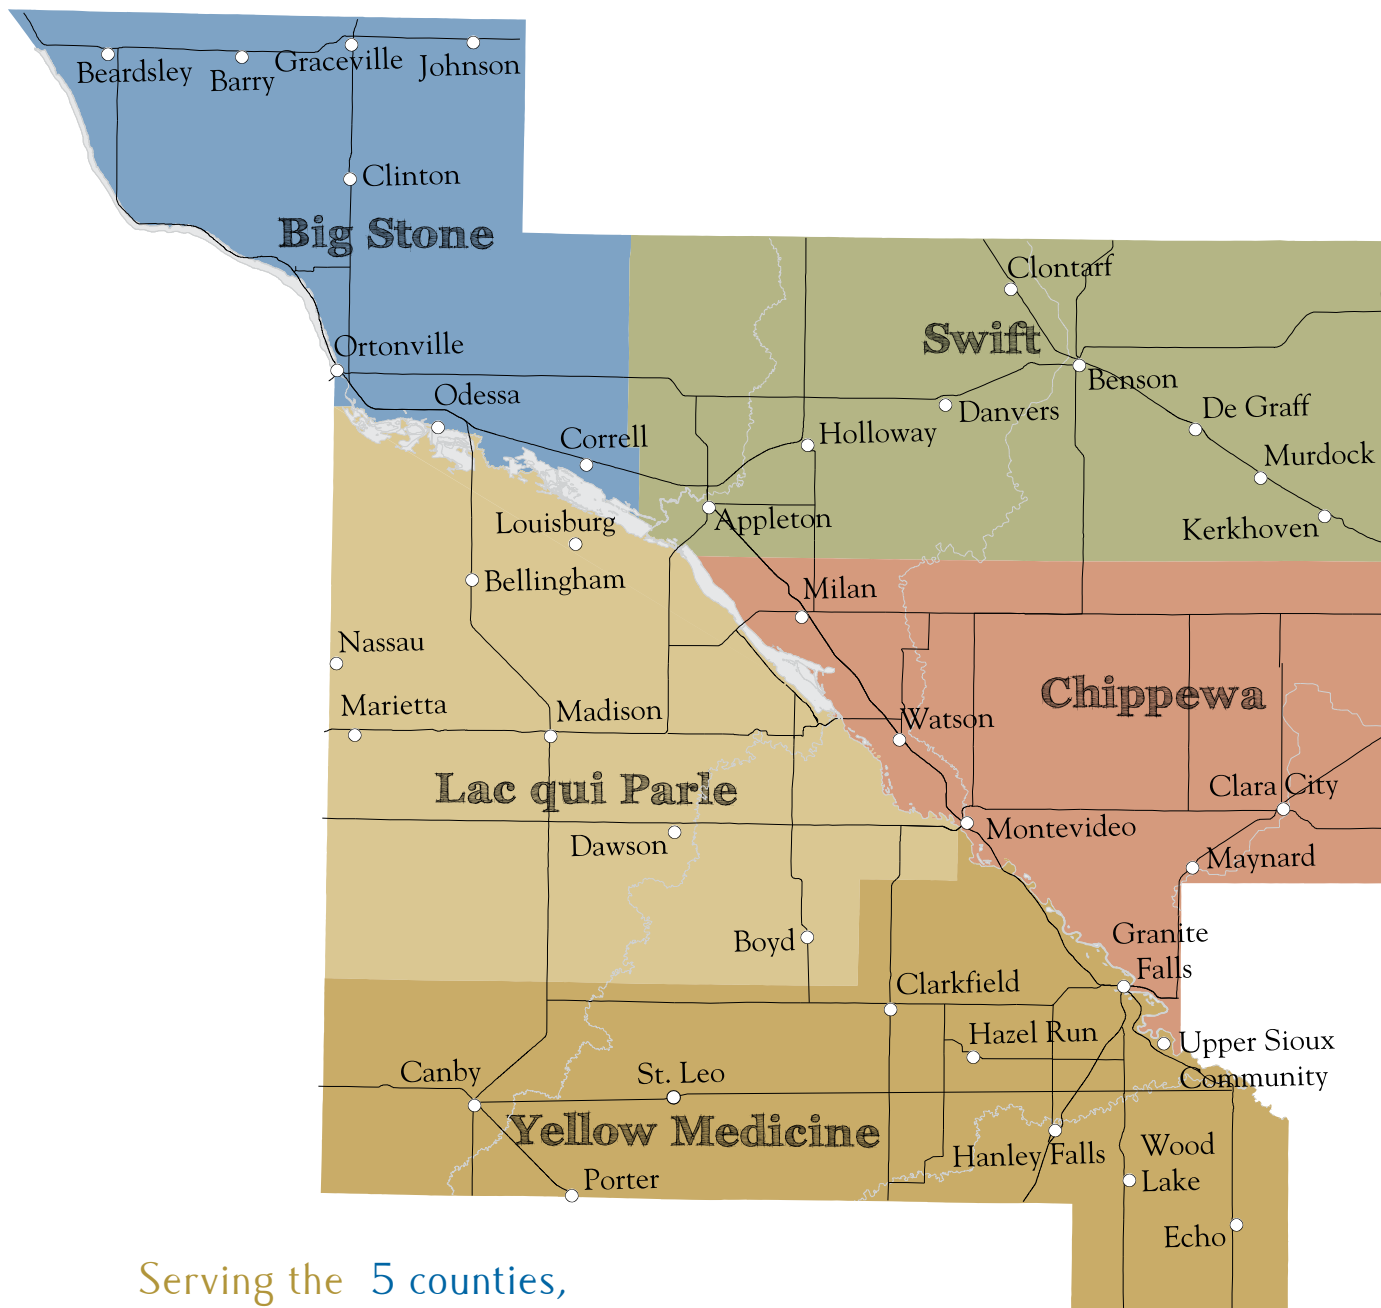 Beardsley
Barry
Graceville
Johnson
Clinton
Big Stone
Clontarf
Swift
Ortonville
Benson
Odessa
Danvers
De Graff
Correll
Holloway
Murdock
Louisburg
Appleton
Kerkhoven
Bellingham
Milan
Nassau
Chippewa
Marietta
Madison
Watson
Lac qui Parle
Clara City
Dawson
Montevideo
Maynard
Boyd
Granite
Falls
Clarkfield
Hazel Run
Upper Sioux
Community
Canby
St. Leo
Yellow Medicine
Hanley Falls
Wood
Lake
Porter
Echo
Serving the 5 counties,